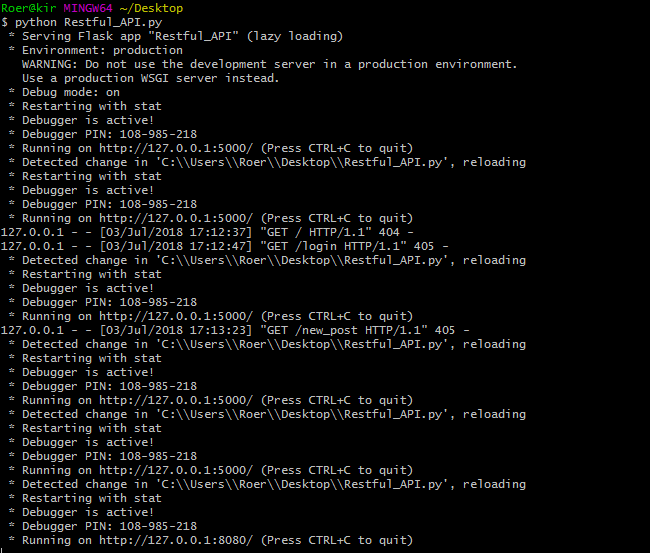 Roer@kir MINGW64 ~/Desktop
$ python Restful_API.py
* Serving Flask app "Restful_API" (lazy loading)
* Environment: production
WARNING: Do not use the development server in a production environment.
Use a production WSGI server instead.
* Debug mode: on
* Restarting with stat
* Debugger is active!
* Debugger PIN: 108-985-218
* Running on http://127.0.0.1:5000/ (Press CTRL+C to quit)
* Detected change in 'C:\\Users\\Roer\\Desktop\\Restful_API.py', reloading
* Restarting with stat
* Debugger is active!
* Debugger PIN: 108-985-218
* Running on http://127.0.0.1:5000/ (Press CTRL+C to quit)
127.0.0.1 - - [03/Jul/2018 17:12:37] "GET / HTTP/1.1" 404 -
127.0.0.1 - - [03/Jul/2018 17:12:47] "GET /login HTTP/1.1" 405 -
* Detected change in 'C:\\Users\\Roer\\Desktop\\Restful_API.py', reloading
* Restarting with stat
* Debugger is active!
* Debugger PIN: 108-985-218
* Running on http://127.0.0.1:5000/ (Press CTRL+C to quit)
127.0.0.1 - - [03/Jul/2018 17:13:23] "GET /new_post HTTP/1.1" 405 -
* Detected change in 'C:\\Users\\Roer\\Desktop\\Restful_API.py', reloading
* Restarting with stat
* Debugger is active!
* Debugger PIN: 108-985-218
* Running on http://127.0.0.1:5000/ (Press CTRL+C to quit)
* Detected change in 'C:\\Users\\Roer\\Desktop\\Restful_API.py', reloading
* Restarting with stat
* Debugger is active!
* Debugger PIN: 108-985-218
* Running on http://127.0.0.1:5000/ (Press CTRL+C to quit)
* Detected change in 'C:\\Users\\Roer\\Desktop\\Restful_API.py', reloading
* Restarting with stat
* Debugger is active!
* Debugger PIN: 108-985-218
* Running on http://127.0.0.1:8080/ (Press CTRL+C to quit)